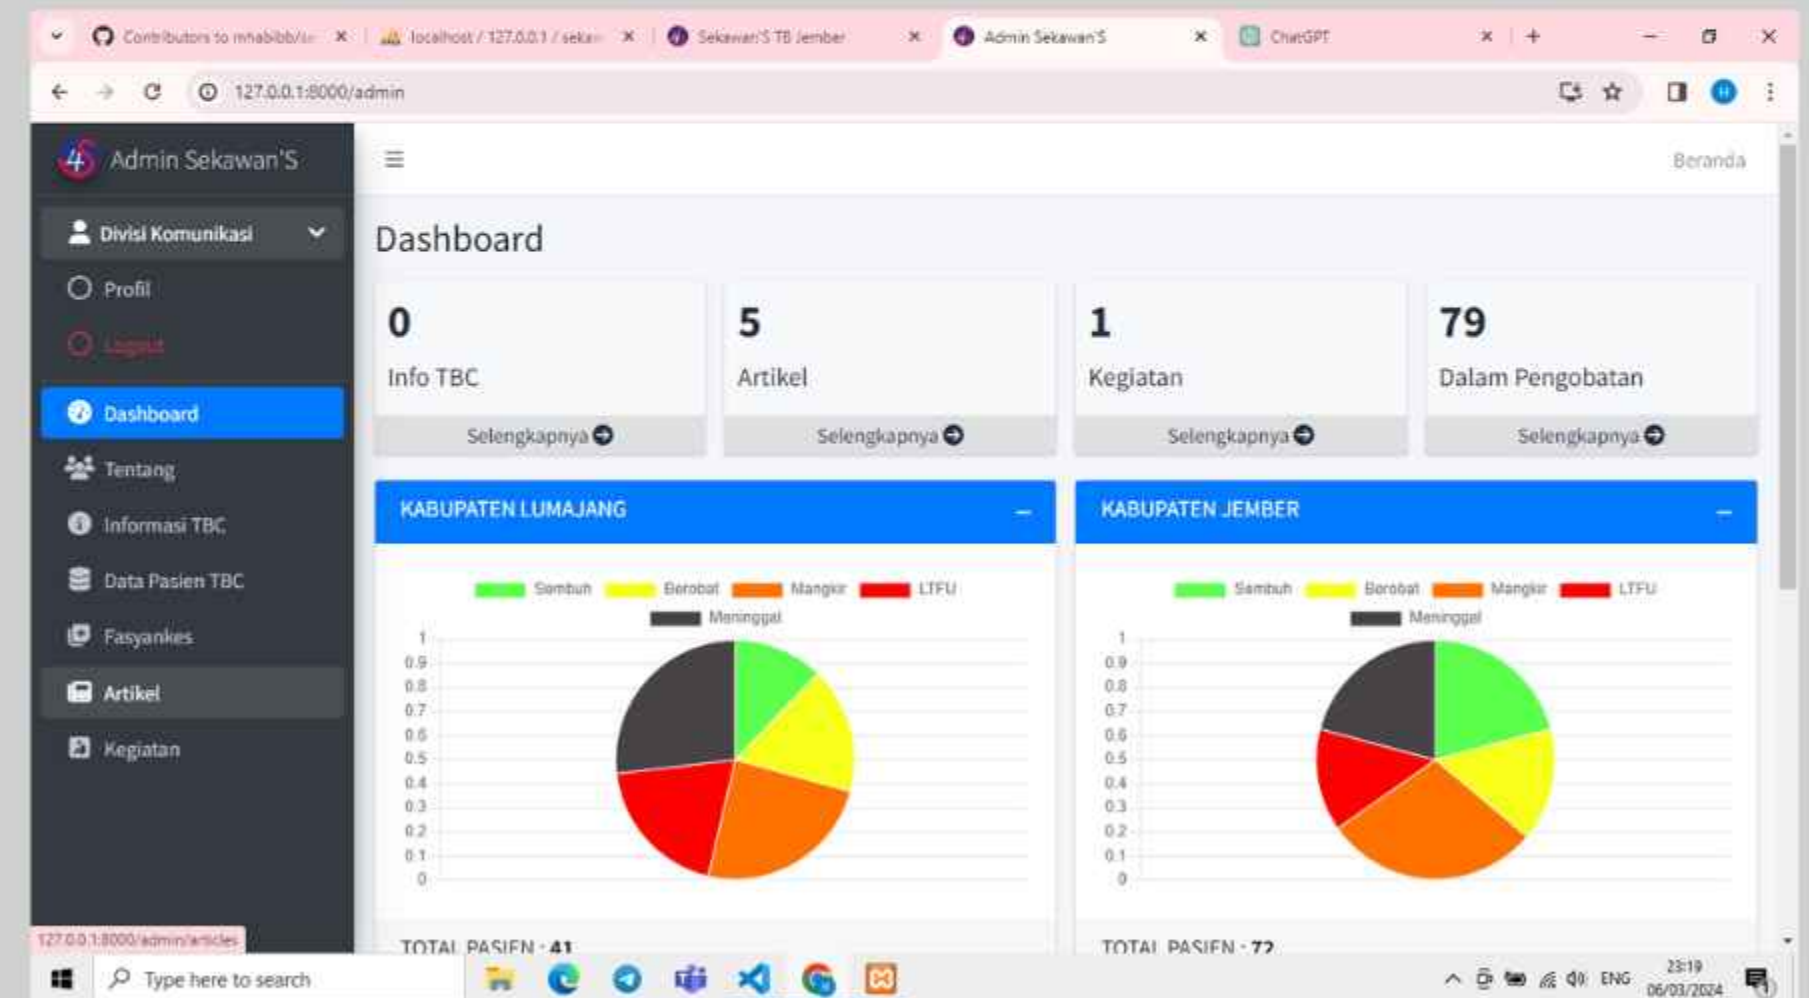 Contributors to mhabibb/se
localhost / 127.0.0.1 / sekaw
Sekawan'S TB Jember
Admin Sekawan'S
ChatGPT
127.0.0.1:8000/admin
H
4S Admin Sekawan'S
Beranda
Divisi Komunikasi
Profil
Logout
Dashboard
Tentang
Informasi TBC
Data Pasien TBC
Fasyankes
Artikel
Kegiatan
Dashboard
0
Info TBC
Selengkapnya
5
Artikel
Selengkapnya
1
Kegiatan
Selengkapnya
79
Dalam Pengobatan
Selengkapnya
KABUPATEN LUMAJANG
Sembuh Berobat Mangkir LTFU
Meninggal
1
0.9
0.8
0.7
0.6
0.5
0.4
0.3
0.2
0.1
0
TOTAL PASIEN : 41
KABUPATEN JEMBER
Sembuh Berobat Mangkir LTFU
Meninggal
1
0.9
0.8
0.7
0.6
0.5
0.4
0.3
0.2
0.1
0
TOTAL PASIEN : 72
127.0.0.1:8000/admin/articles
Type here to search
ENG
23:19
06/03/2024